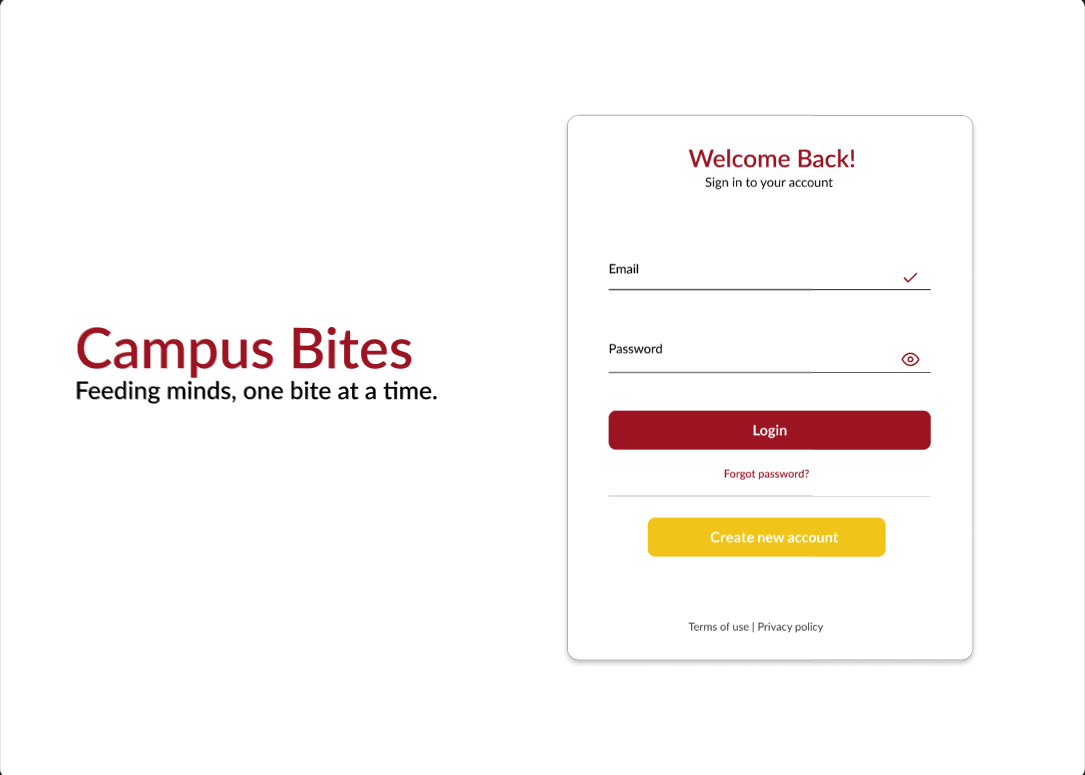 Campus Bites
Feeding minds, one bite at a time.
Welcome Back!
Sign in to your account
Email
Password
Login
Forgot password?
Create new account
Terms of use | Privacy policy